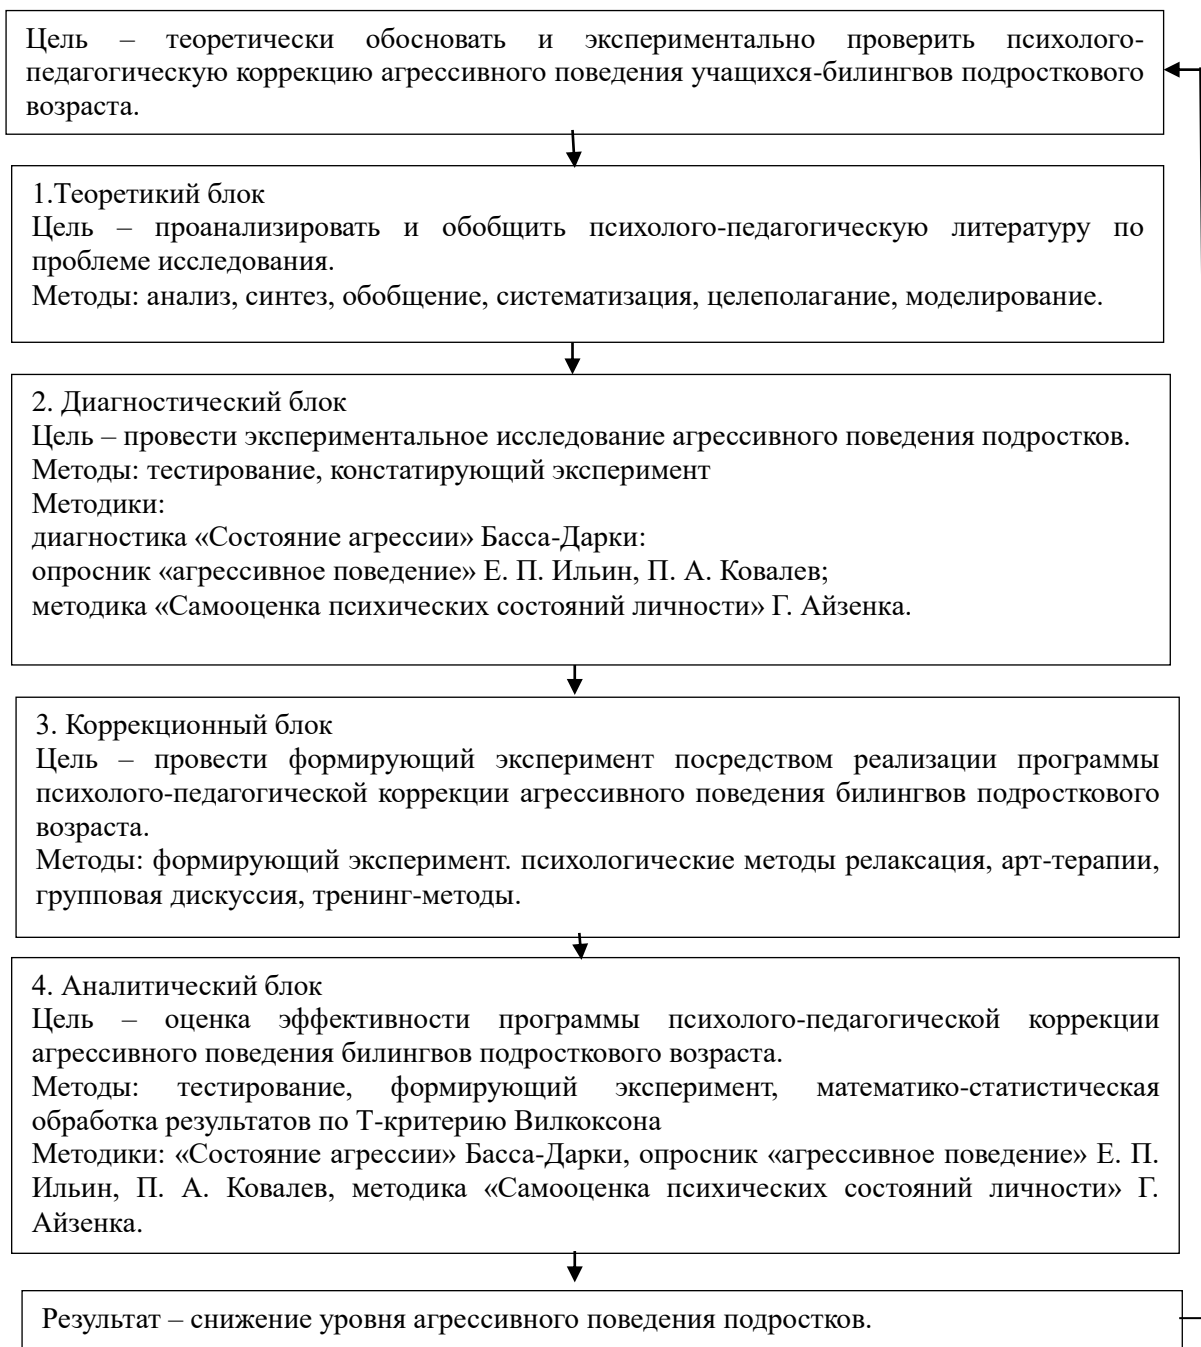 Цель – теоретически обосновать и экспериментально проверить психолого-
педагогическую коррекцию агрессивного поведения учащихся-билингвов подросткового
возраста.
1.Теоретикий блок
Цель – проанализировать и обобщить психолого-педагогическую литературу по
проблеме исследования.
Методы: анализ, синтез, обобщение, систематизация, целеполагание, моделирование.
2. Диагностический блок
Цель – провести экспериментальное исследование агрессивного поведения подростков.
Методы: тестирование, констатирующий эксперимент
Методики:
диагностика «Состояние агрессии» Басса-Дарки:
опросник «агрессивное поведение» Е. П. Ильин, П. А. Ковалев;
методика «Самооценка психических состояний личности» Г. Айзенка.
3. Коррекционный блок
Цель – провести формирующий эксперимент посредством реализации программы
психолого-педагогической коррекции агрессивного поведения билингвов подросткового
возраста.
Методы: формирующий эксперимент. психологические методы релаксация, арт-терапии,
групповая дискуссия, тренинг-методы.
4. Аналитический блок
Цель – оценка эффективности программы психолого-педагогической коррекции
агрессивного поведения билингвов подросткового возраста.
Методы: тестирование, формирующий эксперимент, математико-статистическая
обработка результатов по Т-критерию Вилкоксона
Методики: «Состояние агрессии» Басса-Дарки, опросник «агрессивное поведение» Е. П.
Ильин, П. А. Ковалев, методика «Самооценка психических состояний личности» Г.
Айзенка.
Результат – снижение уровня агрессивного поведения подростков.